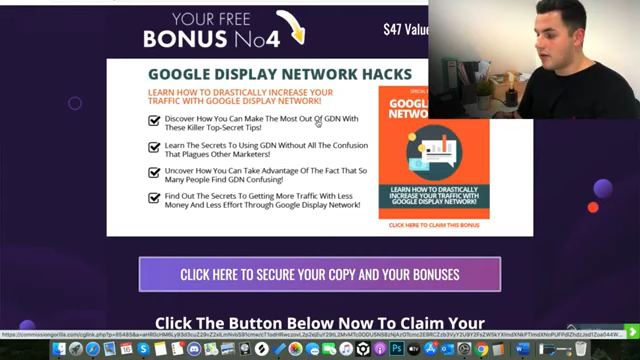 YOUR FREE
BONUS No4
$47 Value
GOOGLE DISPLAY NETWORK HACKS
LEARN HOW TO DRASTICALLY INCREASE YOUR
TRAFFIC WITH GOOGLE DISPLAY NETWORK!
Discover How You Can Make The Most Out Of GDN With
These Killer Top-Secret Tips!
Learn The Secrets To Using GDN Without All The Confusion
That Plagues Other Marketers!
Uncover How You Can Take Advantage Of The Fact That So
Many People Find GDN Confusing!
Find Out The Secrets To Getting More Traffic With Less
Money And Less Effort Through Google Display Network!
LEARN HOW TO DRASTICALLY
INCREASE YOUR TRAFFIC WITH
GOOGLE DISPLAY NETWORK!
CLICK HERE TO CLAIM THIS BONUS
CLICK HERE TO SECURE YOUR COPY AND YOUR BONUSES
Click The Button Below Now To Claim Your